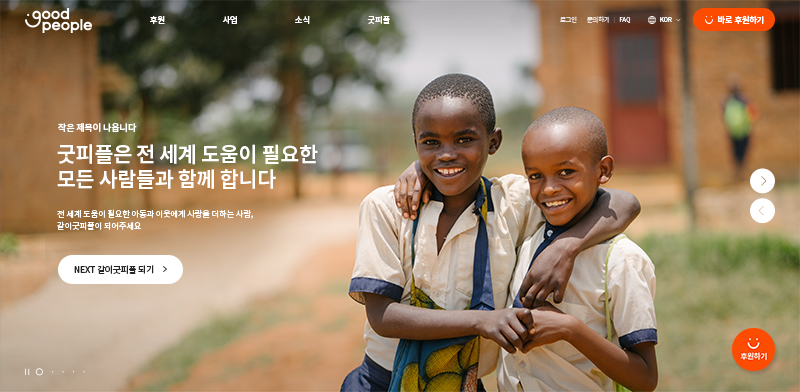 good
people
후원
사업
소식
굿피플
로그인
문의하기
FAQ
KOR
바로 후원하기
작은 제목이 나옵니다
굿피플은 전 세계 도움이 필요한
모든 사람들과 함께 합니다
전 세계 도움이 필요한 아동과 이웃에게 사랑을 더하는 사람,
같이굿피플이 되어주세요
NEXT 같이굿피플 되기
후원하기